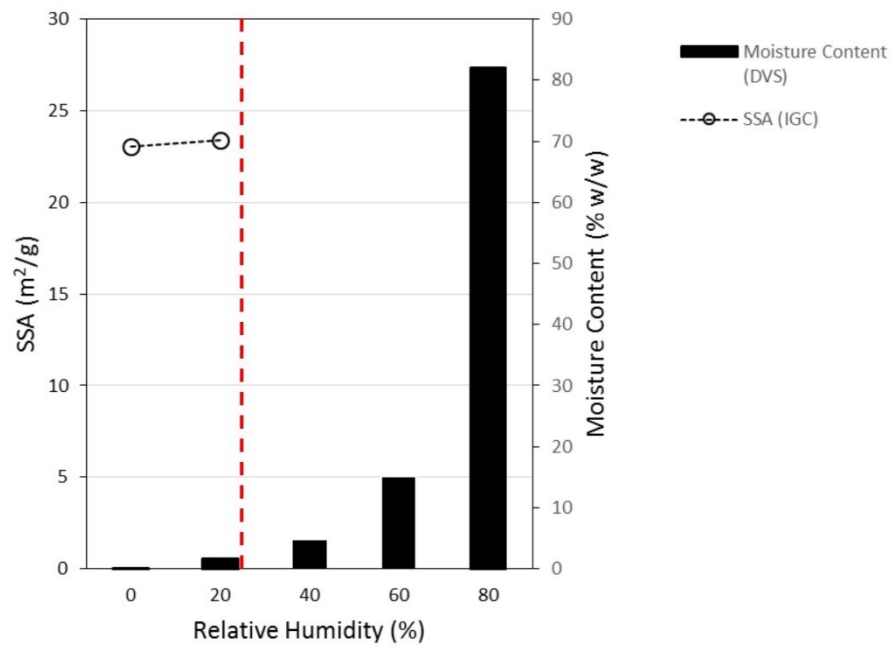 30
25
20
15
10
5
0
SSA (m²/g)
90
80
70
60
50
40
30
20
10
0
Moisture Content (% w/w)
0 20 40 60 80
Relative Humidity (%)
Moisture Content
(DVS)
SSA (IGC)